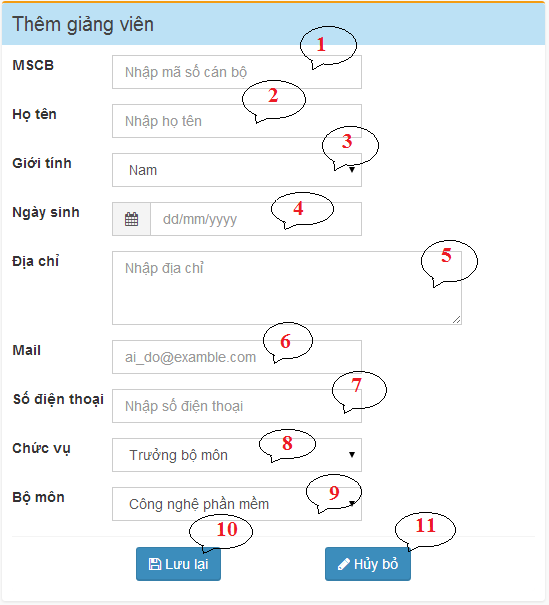 Thêm giảng viên
1
MSCB
Nhập mã số cán bộ
2
Họ tên
Nhập họ tên
3
Giới tính
Nam
4
Ngày sinh
dd/mm/yyyy
5
Địa chỉ
Nhập địa chỉ
6
Mail
ai_do@examble.com
7
Số điện thoại
Nhập số điện thoại
8
Chức vụ
Trưởng bộ môn
9
Bộ môn
Công nghệ phần mềm
10
11
Lưu lại
Hủy bỏ